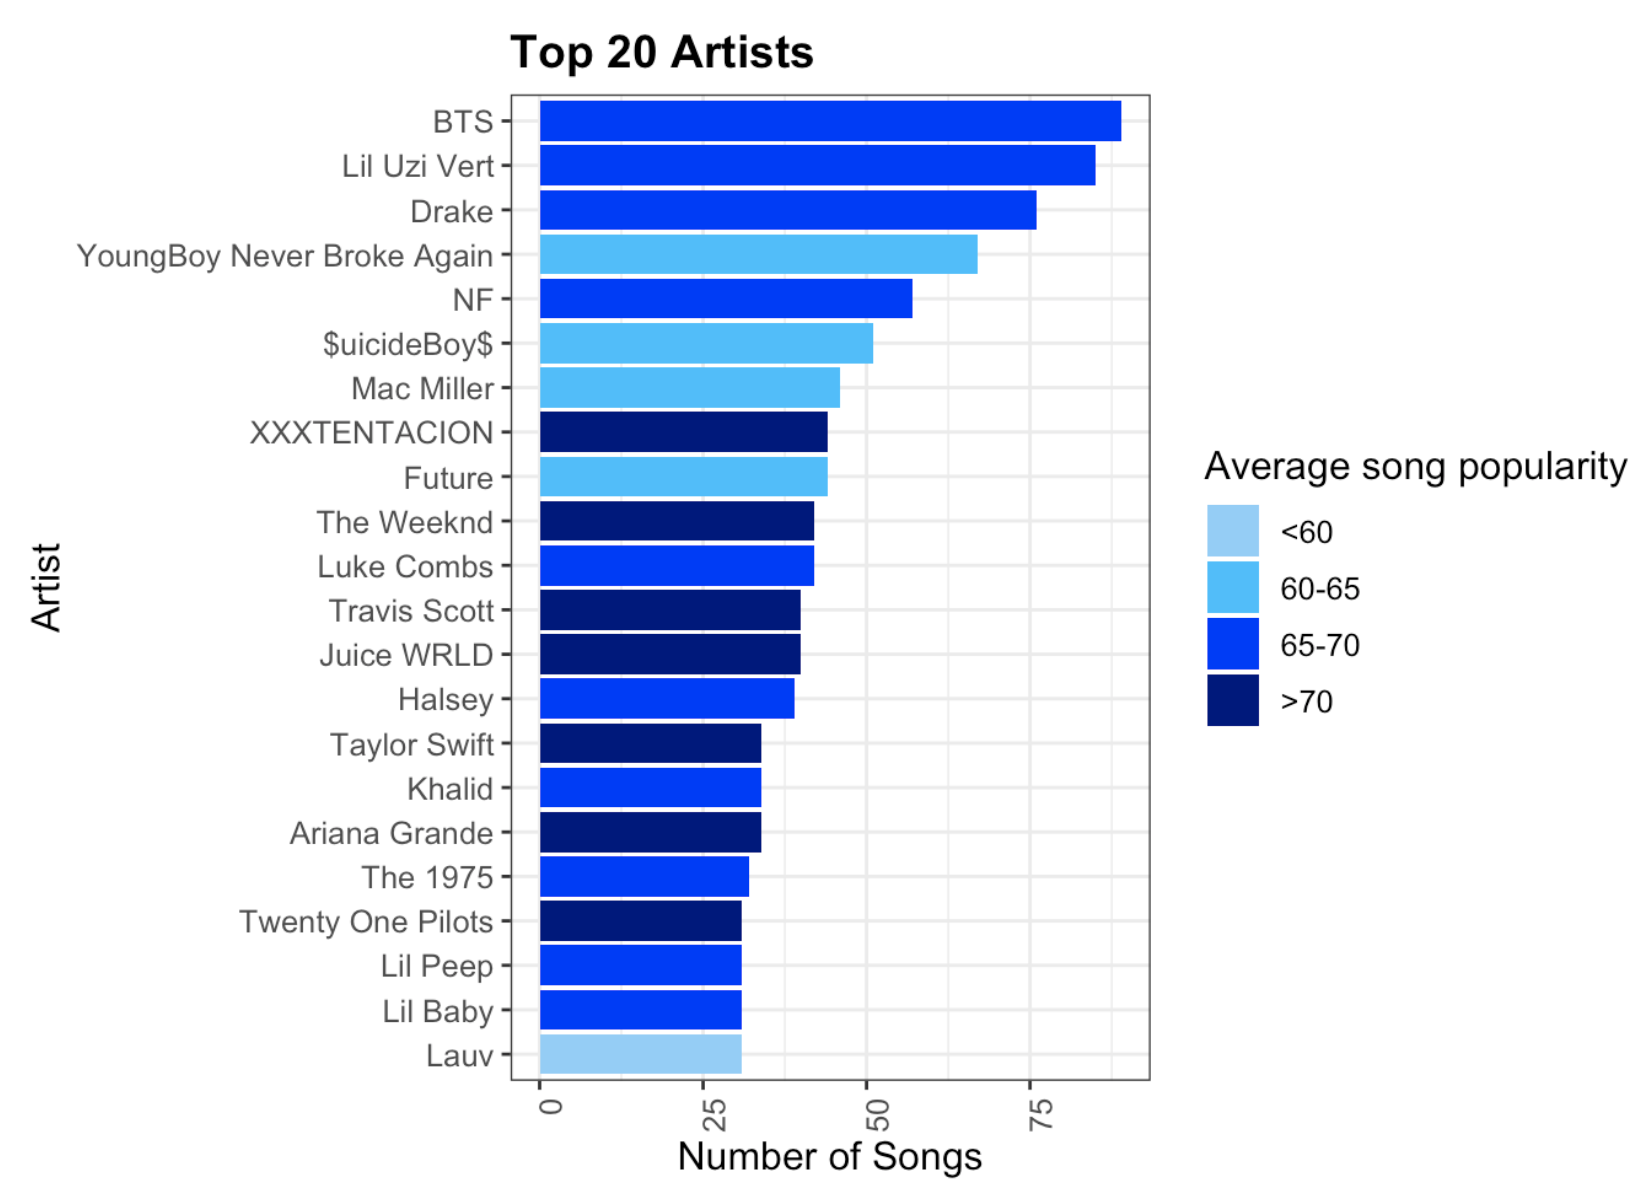 Top 20 Artists
BTS
Lil Uzi Vert
Drake
YoungBoy Never Broke Again
NF
$uicideBoy$
Mac Miller
XXXTENTACION
Future
The Weeknd
Luke Combs
Travis Scott
Juice WRLD
Halsey
Taylor Swift
Khalid
Ariana Grande
The 1975
Twenty One Pilots
Lil Peep
Lil Baby
Lauv
Artist
0
25
50
75
Number of Songs
Average song popularity
<60
60-65
65-70
>70